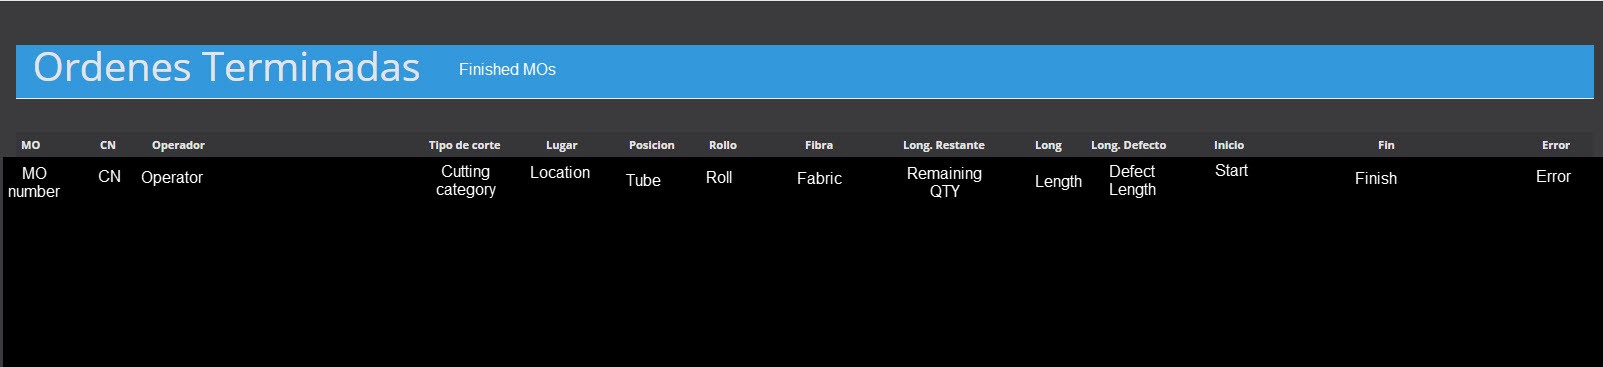 Ordenes Terminadas Finished MOs
MO CN Operador Tipo de corte Lugar Posicion Rollo Fibra Long. Restante Long Long. Defecto Inicio Fin Error
MO number CN Operator Cutting category Location Tube Roll Fabric Remaining QTY Length Defect Length Start Finish Error